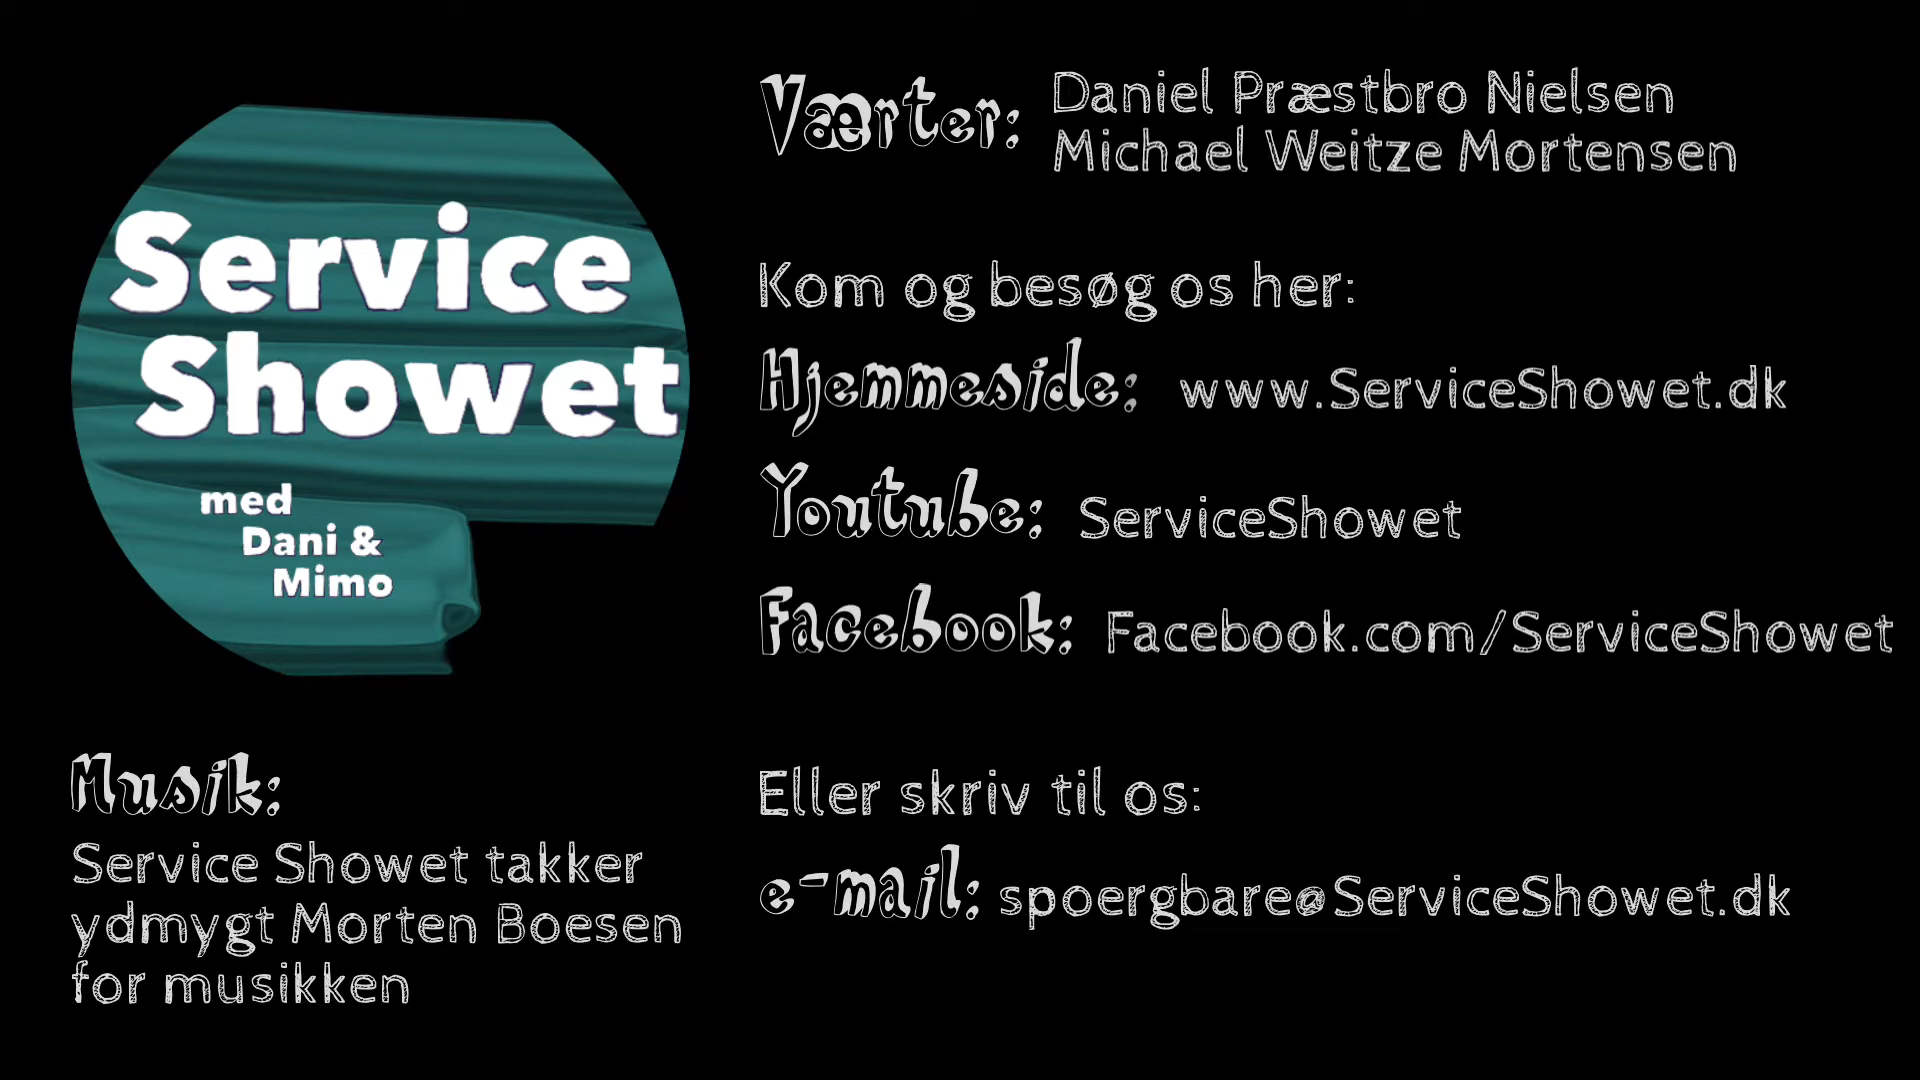 Service
Showet
med
Dani &
Mimo
Værter: Daniel Præstbro Nielsen
Michael Weitze Mortensen
Kom og besøg os her:
Hjemmeside: www.ServiceShowet.dk
Youtube: ServiceShowet
Facebook: Facebook.com/ServiceShowet
Musik:
Service Showet takker
ydmygt Morten Boesen
for musikken
Eller skriv til os:
e-mail: spoergbare@ServiceShowet.dk